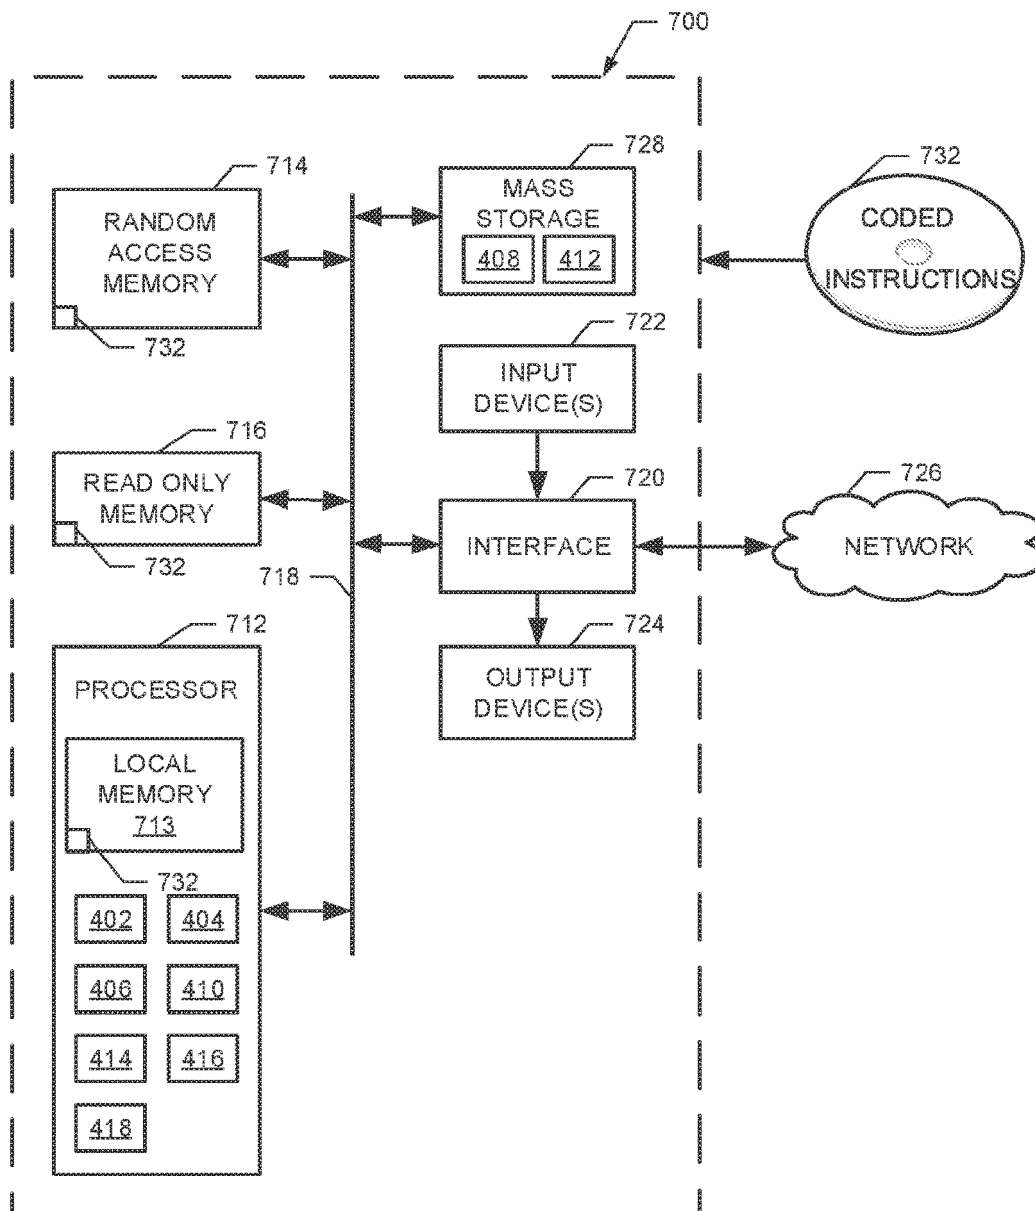 700
714
RANDOM
ACCESS
MEMORY
732
728
MASS
STORAGE
408 412
732
CODED
INSTRUCTIONS
722
INPUT
DEVICE(S)
716
READ ONLY
MEMORY
732
720
INTERFACE
726
NETWORK
718
712
PROCESSOR
LOCAL
MEMORY
713
732
402 404
406 410
414 416
418
724
OUTPUT
DEVICE(S)